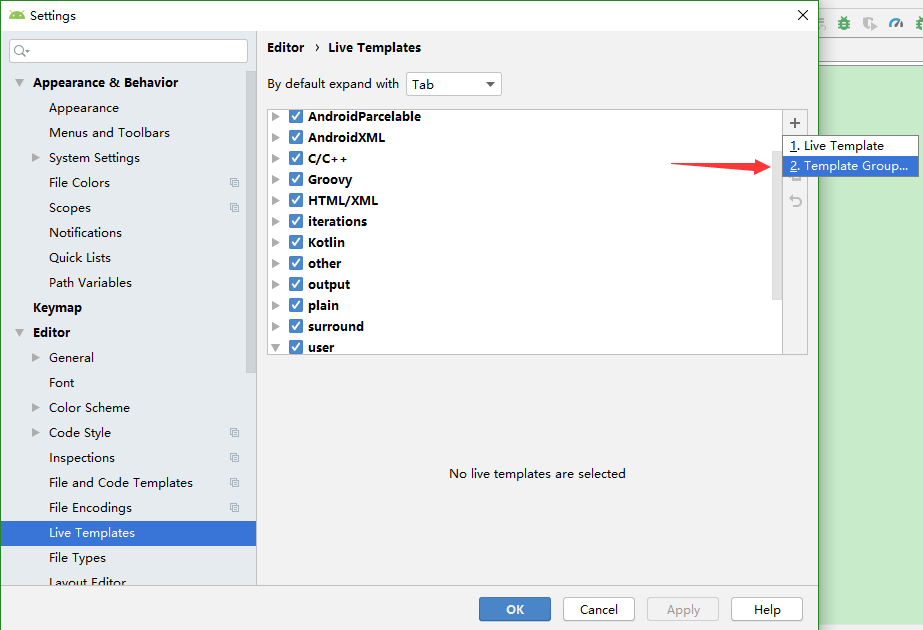 Settings
Editor › Live Templates
By default expand with Tab
Appearance & Behavior
Appearance
Menus and Toolbars
System Settings
File Colors
Scopes
Notifications
Quick Lists
Path Variables
Keymap
Editor
General
Font
Color Scheme
Code Style
Inspections
File and Code Templates
File Encodings
Live Templates
File Types
Layout Editor
AndroidParcelable
AndroidXML
C/C++
Groovy
HTML/XML
iterations
Kotlin
other
output
plain
surround
user
1. Live Template
2. Template Group...
No live templates are selected
OK Cancel Apply Help